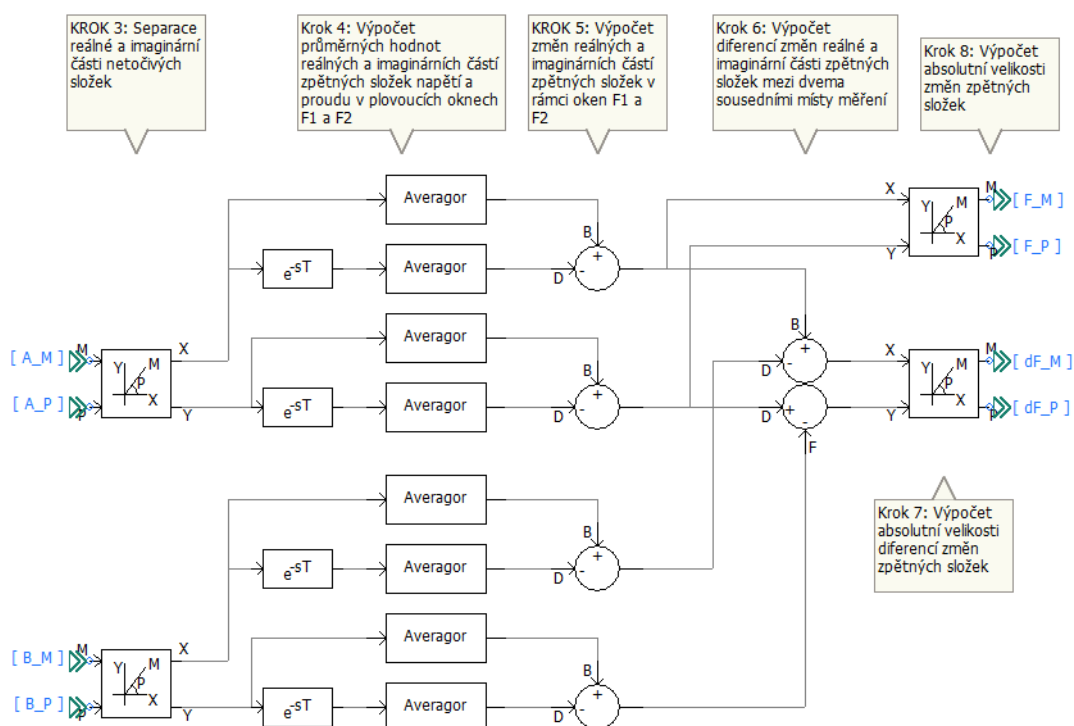 KROK 3: Separace
reálné a imaginární
části netočivých
složek
Krok 4: Výpočet
průměrných hodnot
reálných a imaginárních částí
zpětných složek napětí a
proudu v plovoucích oknech
F1 a F2
KROK 5: Výpočet
změn reálných a
imaginárních částí
zpětných složek v
rámci oken F1 a
F2
Krok 6: Výpočet
diferencí změn reálné a
imaginární části zpětných
složek mezi dvema
sousedními místy měření
Krok 8: Výpočet
absolutní velikosti
změn zpětných
složek
Averagor
B
+
X
Y
M
P
X
M
[ F_M ]
e-sT
Averagor
D
-
Y
P
[ F_P ]
[ A_M ]
M
Y
M
P
X
X
Averagor
B
+
B
+
-
D
X
Y
M
P
X
M
[ dF_M ]
[ A_P ]
P
Y
e-sT
Averagor
D
-
D
+
-
F
Y
P
[ dF_P ]
Averagor
B
+
e-sT
Averagor
D
-
Krok 7: Výpočet
absolutní velikosti
diferencí změn
zpětných složek
[ B_M ]
M
Y
M
P
X
X
Averagor
B
+
[ B_P ]
P
Y
e-sT
Averagor
D
-